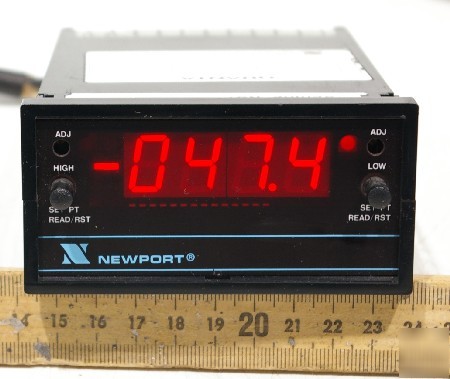 ADJ
HIGH
SET PT
READ/RST
-047.4
ADJ
LOW
SET PT
READ/RST
N NEWPORT®
15 16 17 18 19 20 21 22 23 24